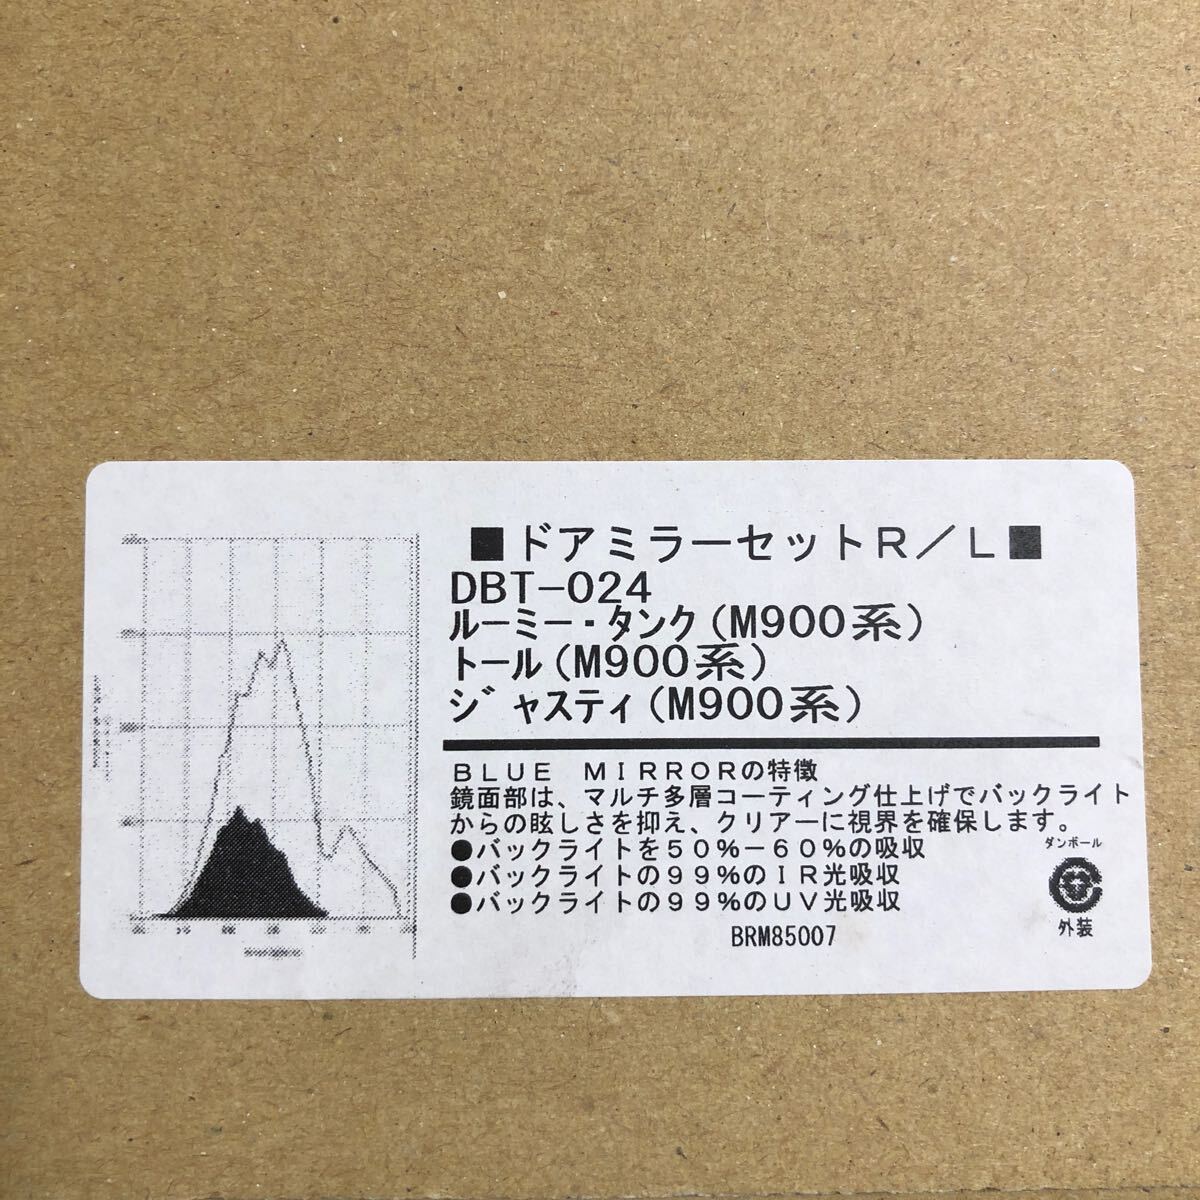 ■ドアミラーセットＲ／Ｌ■
DBT-024
ルーミー・タンク(M900系)
トール(M900系)
ジャスティ(M900系)
ＢＬＵＥ　ＭＩＲＲＯＲの特徴
鏡面部は、マルチ多層コーティング仕上げでバックライト
からの眩しさを抑え、クリアーに視界を確保します。
●バックライトを５０%－６０%の吸収
●バックライトの９９%のＩＲ光吸収
●バックライトの９９%のＵＶ光吸収
BRM85007
ダンボール
外装